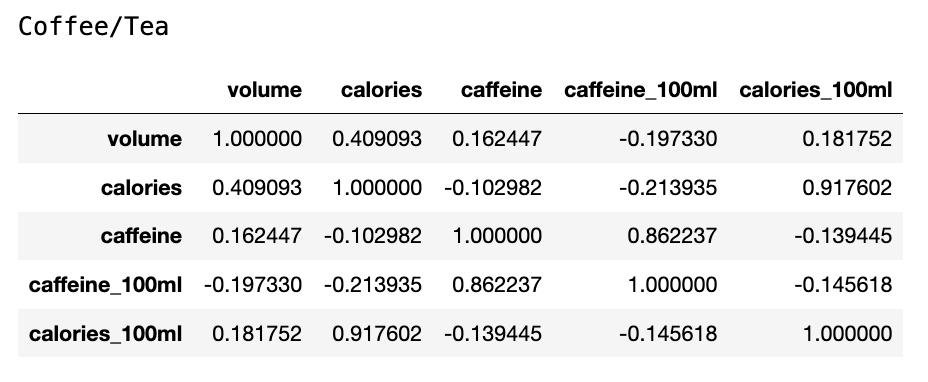 Coffee/Tea
volume calories caffeine caffeine_100ml calories_100ml
volume 1.000000 0.409093 0.162447 -0.197330 0.181752
calories 0.409093 1.000000 -0.102982 -0.213935 0.917602
caffeine 0.162447 -0.102982 1.000000 0.862237 -0.139445
caffeine_100ml -0.197330 -0.213935 0.862237 1.000000 -0.145618
calories_100ml 0.181752 0.917602 -0.139445 -0.145618 1.000000